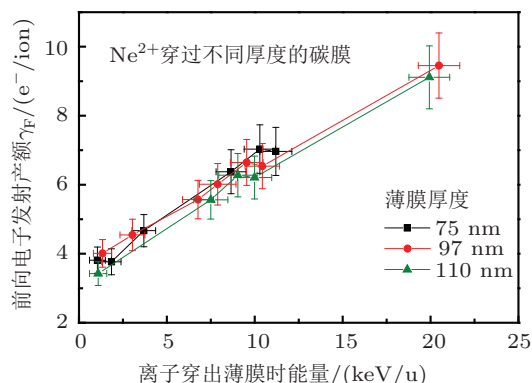 Ne²⁺穿过不同厚度的碳膜
前向电子发射产额γF/(e⁻/ion)
10
8
6
4
2
薄膜厚度
75 nm
97 nm
110 nm
0
5
10
15
20
25
离子穿出薄膜时能量/(keV/u)